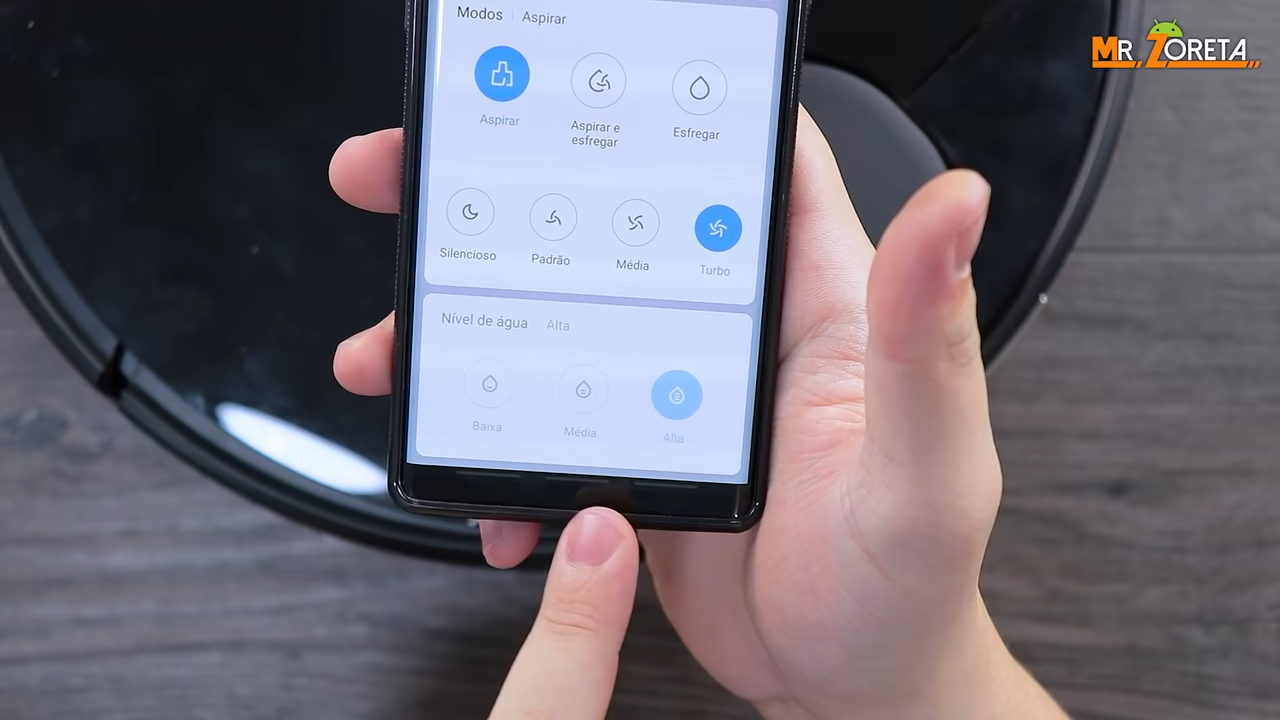 MR. ZORETA
Modos | Aspirar
Aspirar
Aspirar e
esfregar
Esfregar
Silencioso
Padrão
Média
Turbo
Nível de água Alta
Baixa
Média
Alta